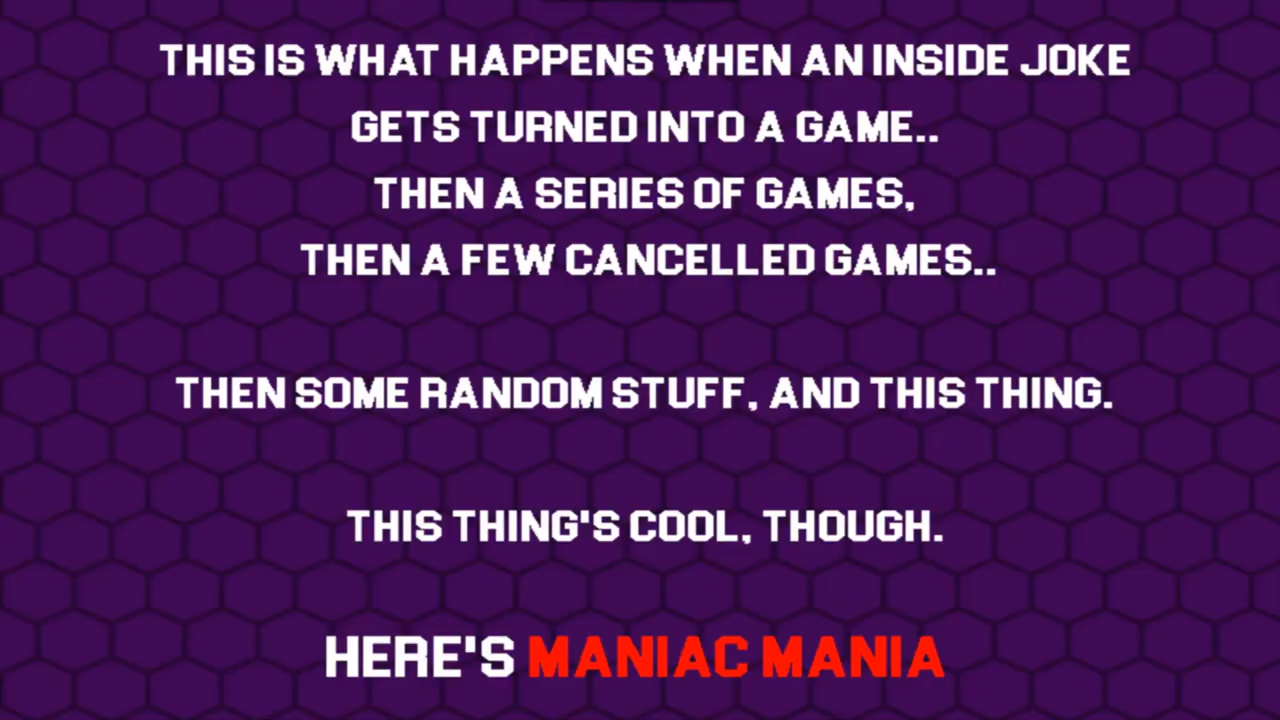 THIS IS WHAT HAPPENS WHEN AN INSIDE JOKE
GETS TURNED INTO A GAME..
THEN A SERIES OF GAMES,
THEN A FEW CANCELLED GAMES..
THEN SOME RANDOM STUFF, AND THIS THING.
THIS THING'S COOL, THOUGH.
HERE'S MANIAC MANIA